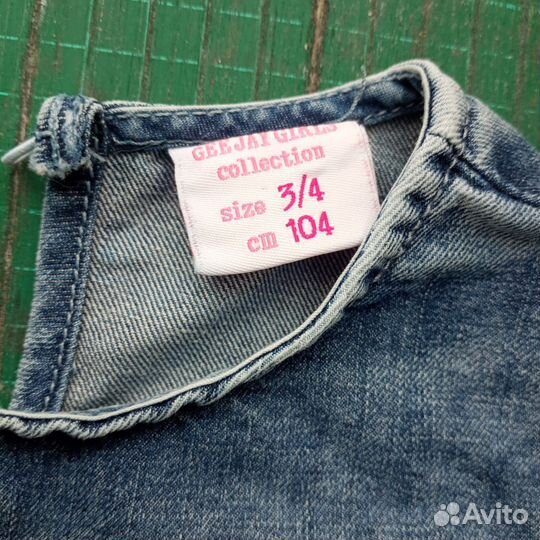 GEE JAY GIRLS
collection
size 3/4
cm 104
Avito